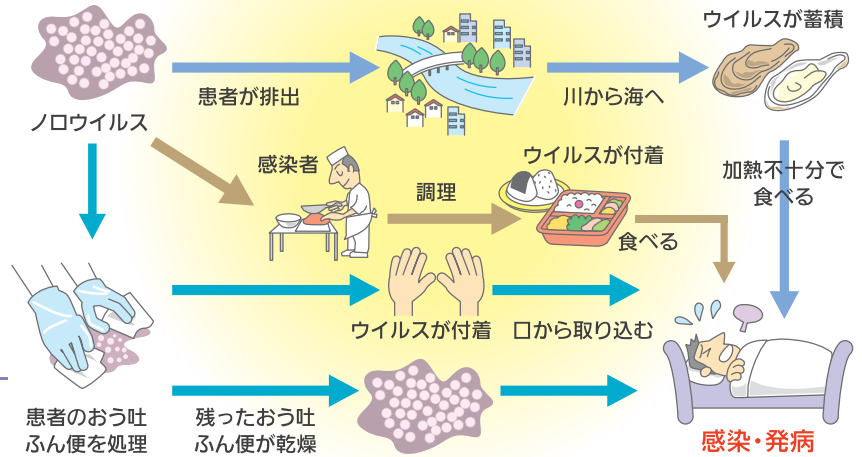 ウイルスが蓄積
ノロウイルス
患者が排出
川から海へ
感染者
調理
ウイルスが付着
食べる
加熱不十分で
食べる
ウイルスが付着
口から取り込む
患者のおう吐
ふん便を処理
残ったおう吐
ふん便が乾燥
感染・発病